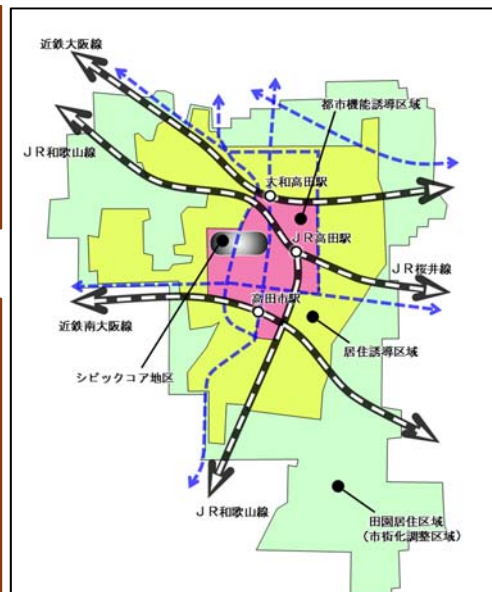 近鉄大阪線
都市機能誘導区域
JR和歌山線
大和高田駅
JR高田駅
JR桜井線
高田市駅
近鉄南大阪線
居住誘導区域
シビックコア地区
JR和歌山線
田園居住区域
(市街化調整区域)